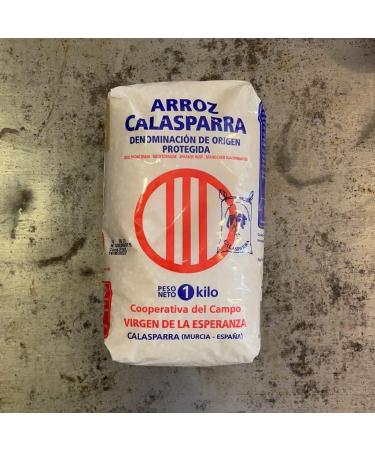 ARROZ
CALASPARRA
DENOMINACIÓN DE ORIGEN
PROTEGIDA
PESO
NETO 1 kilo
CALASPARRA
Cooperativa del Campo
VIRGEN DE LA ESPERANZA
CALASPARRA (MURCIA - ESPAÑA)